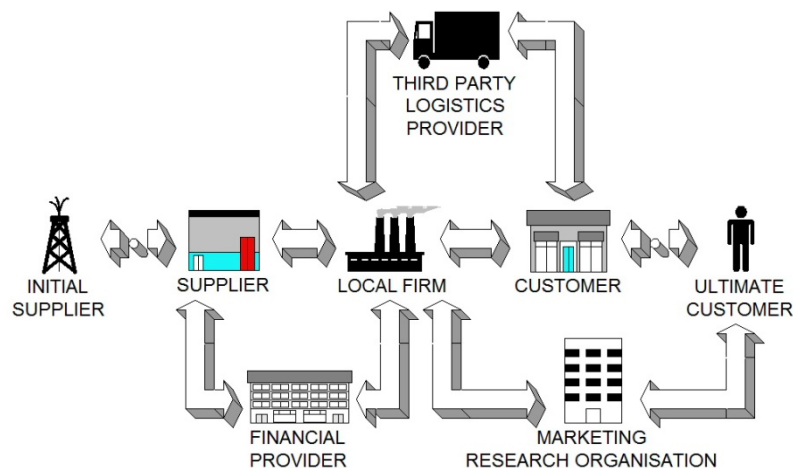 THIRD PARTY
LOGISTICS
PROVIDER
INITIAL
SUPPLIER
SUPPLIER
LOCAL FIRM
CUSTOMER
ULTIMATE
CUSTOMER
FINANCIAL
PROVIDER
MARKETING
RESEARCH ORGANISATION